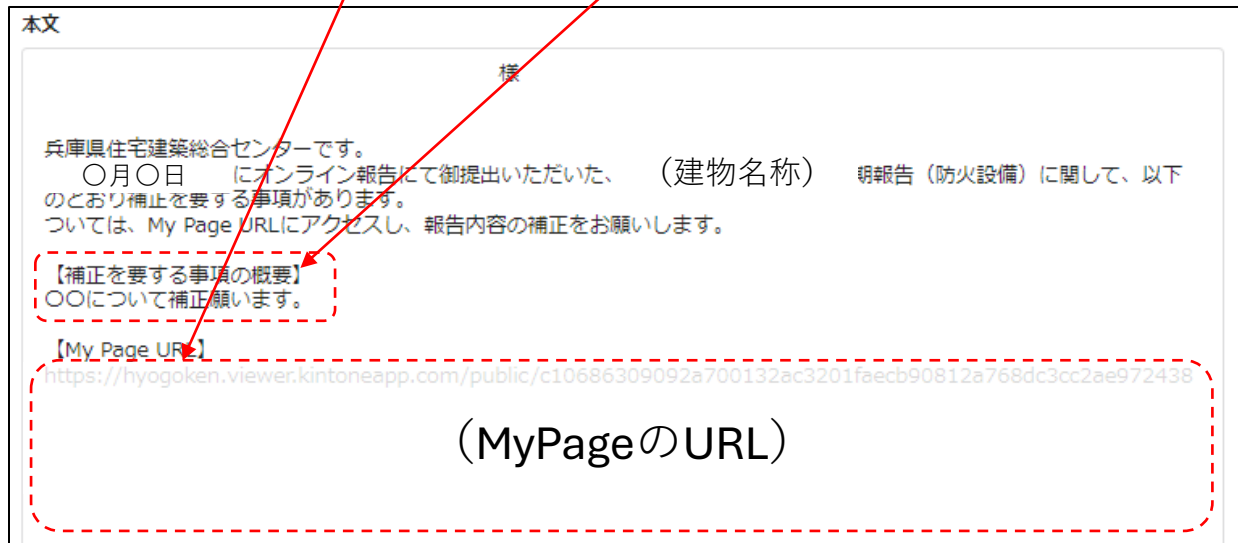 本文
様
兵庫県住宅建築総合センターです。
〇月〇日 にオンライン報告にて御提出いただいた、 （建物名称） 期報告（防火設備）に関して、以下
のとおり補正を要する事項があります。
ついては、My Page URLにアクセスし、報告内容の補正をお願いします。
【補正を要する事項の概要】
〇〇について補正願います。
【My Page URL】
https://hyogoken.viewer.kintoneapp.com/public/c10686309092a700132ac3201faecb90812a768dc3cc2ae972438
（MyPageのURL）